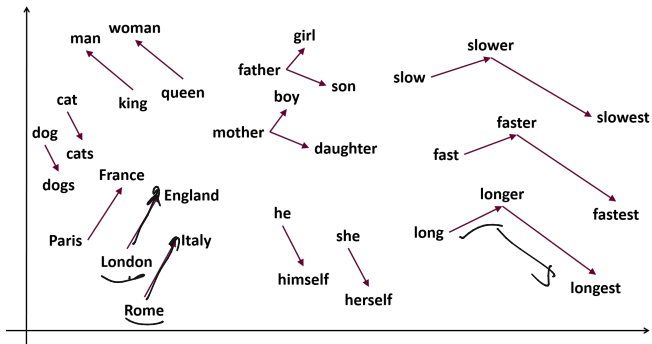 woman
man
girl
slower
father
slow
son
king
queen
boy
cat
slowest
faster
dog
mother
daughter
cats
fast
France
dogs
England
longer
fastest
he
she
long
Paris
Italy
London
himself
longest
herself
Rome